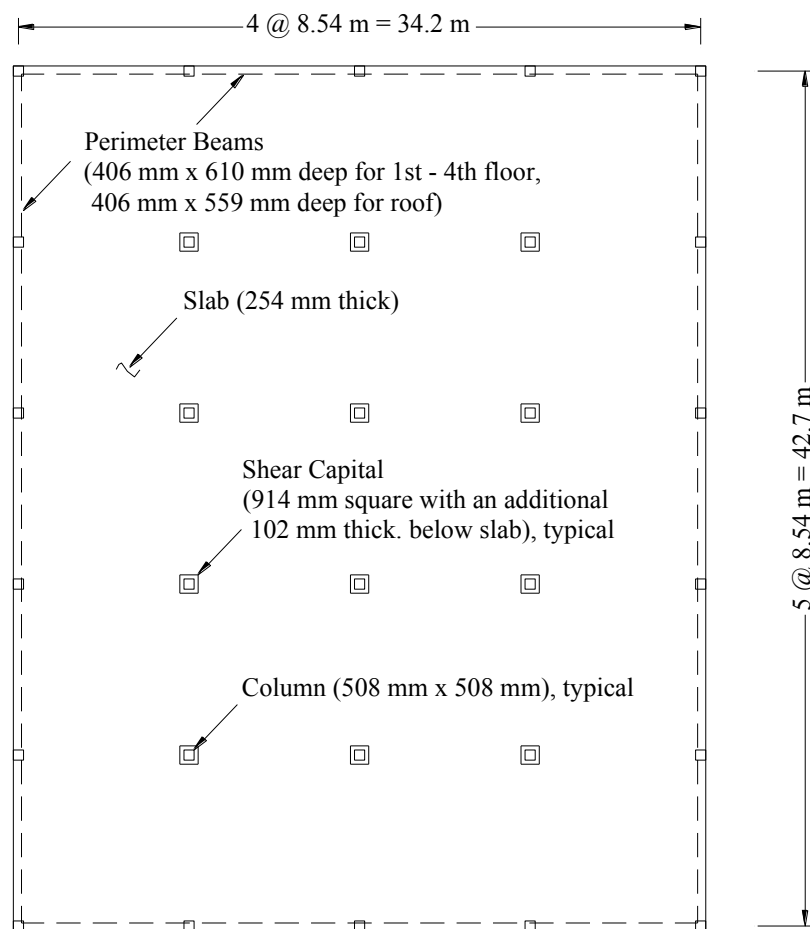 4 @ 8.54 m = 34.2 m
Perimeter Beams
(406 mm x 610 mm deep for 1st - 4th floor,
406 mm x 559 mm deep for roof)
Slab (254 mm thick)
5 @ 8.54 m = 42.7 m
Shear Capital
(914 mm square with an additional
102 mm thick. below slab), typical
Column (508 mm x 508 mm), typical